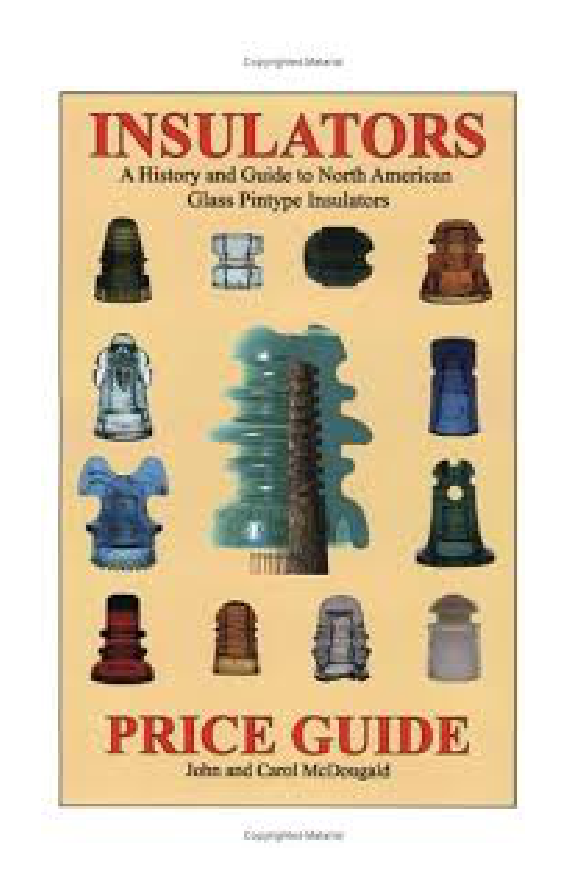 Copyrighted Material
INSULATORS
A History and Guide to North American
Glass Pintype Insulators
PRICE GUIDE
John and Carol McDougald
Copyrighted Material